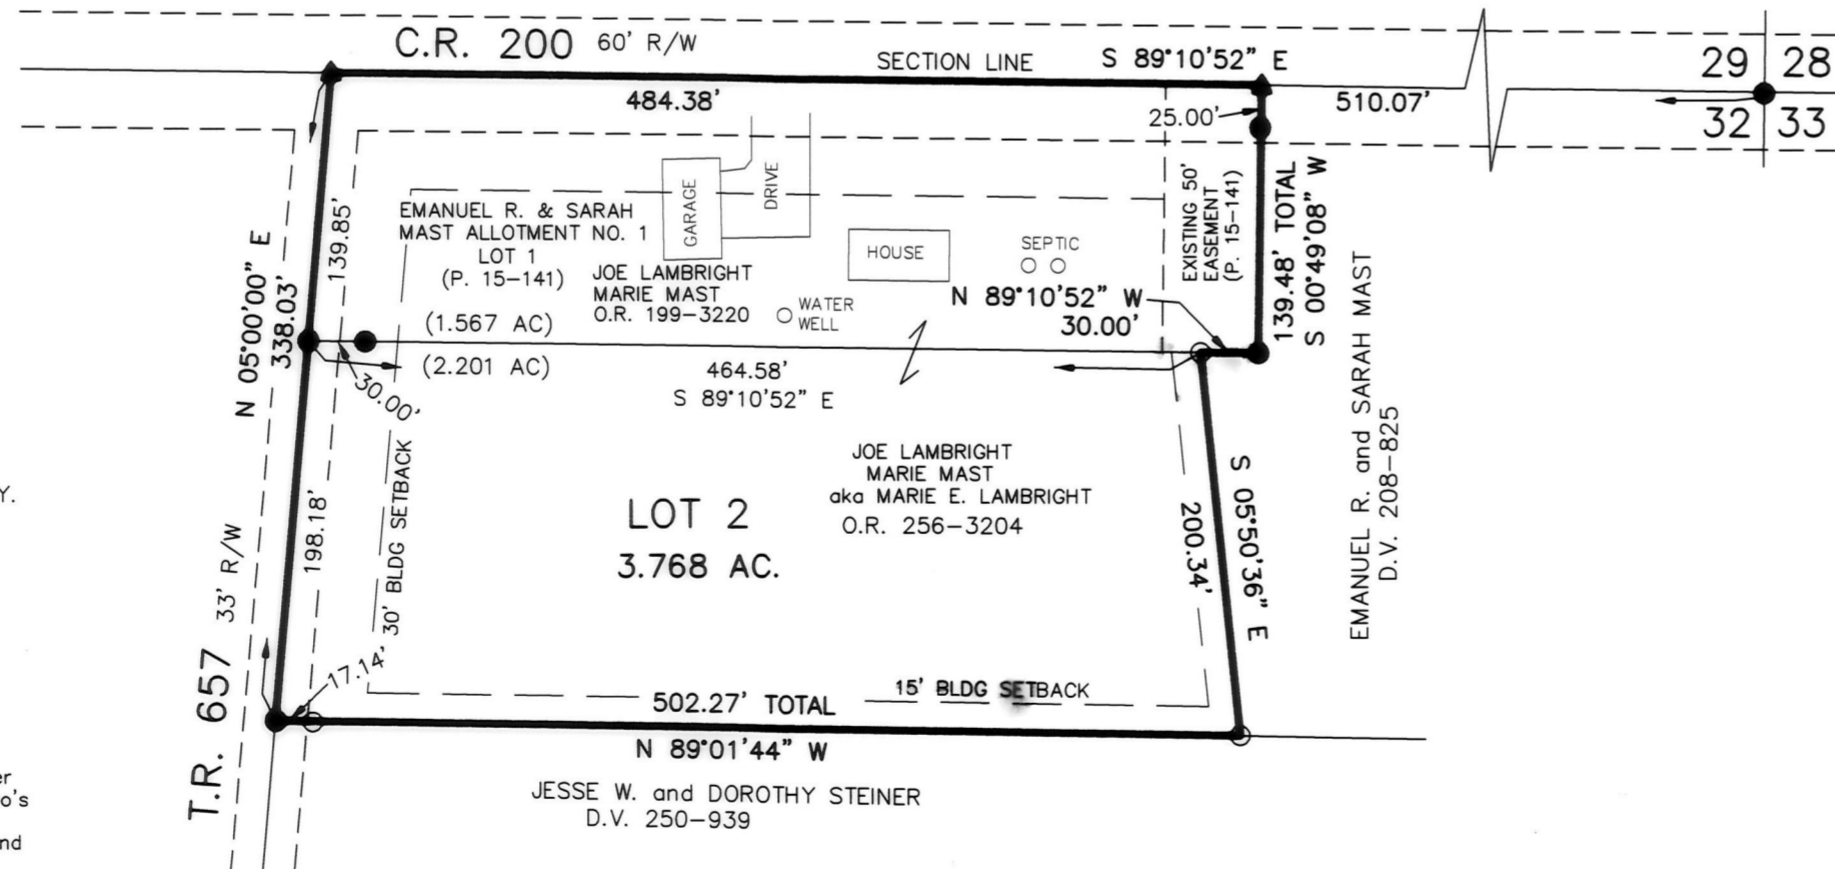 C.R. 200 60' R/W
SECTION LINE
S 89°10'52" E
29 28
32 33
484.38'
510.07'
25.00'
139.85'
N 05°00'00" E
338.03'
EMANUEL R. & SARAH
MAST ALLOTMENT NO. 1
LOT 1
(P. 15-141)
GARAGE
DRIVE
JOE LAMBRIGHT
MARIE MAST
O.R. 199-3220
HOUSE
SEPTIC
WATER
WELL
EXISTING 50'
EASEMENT
(P. 15-141)
139.48' TOTAL
S 00°49'08" W
N 89°10'52" W
30.00'
(1.567 AC)
(2.201 AC)
30.00'
464.58'
S 89°10'52" E
EMANUEL R. and SARAH MAST
D.V. 208-825
JOE LAMBRIGHT
MARIE MAST
aka MARIE E. LAMBRIGHT
O.R. 256-3204
LOT 2
3.768 AC.
198.18'
30' BLDG SETBACK
200.34'
S 05°50'36" E
Y.
T.R. 657 33' R/W
17.14'
15' BLDG SETBACK
502.27' TOTAL
N 89°01'44" W
JESSE W. and DOROTHY STEINER
D.V. 250-939
er
o's
nd